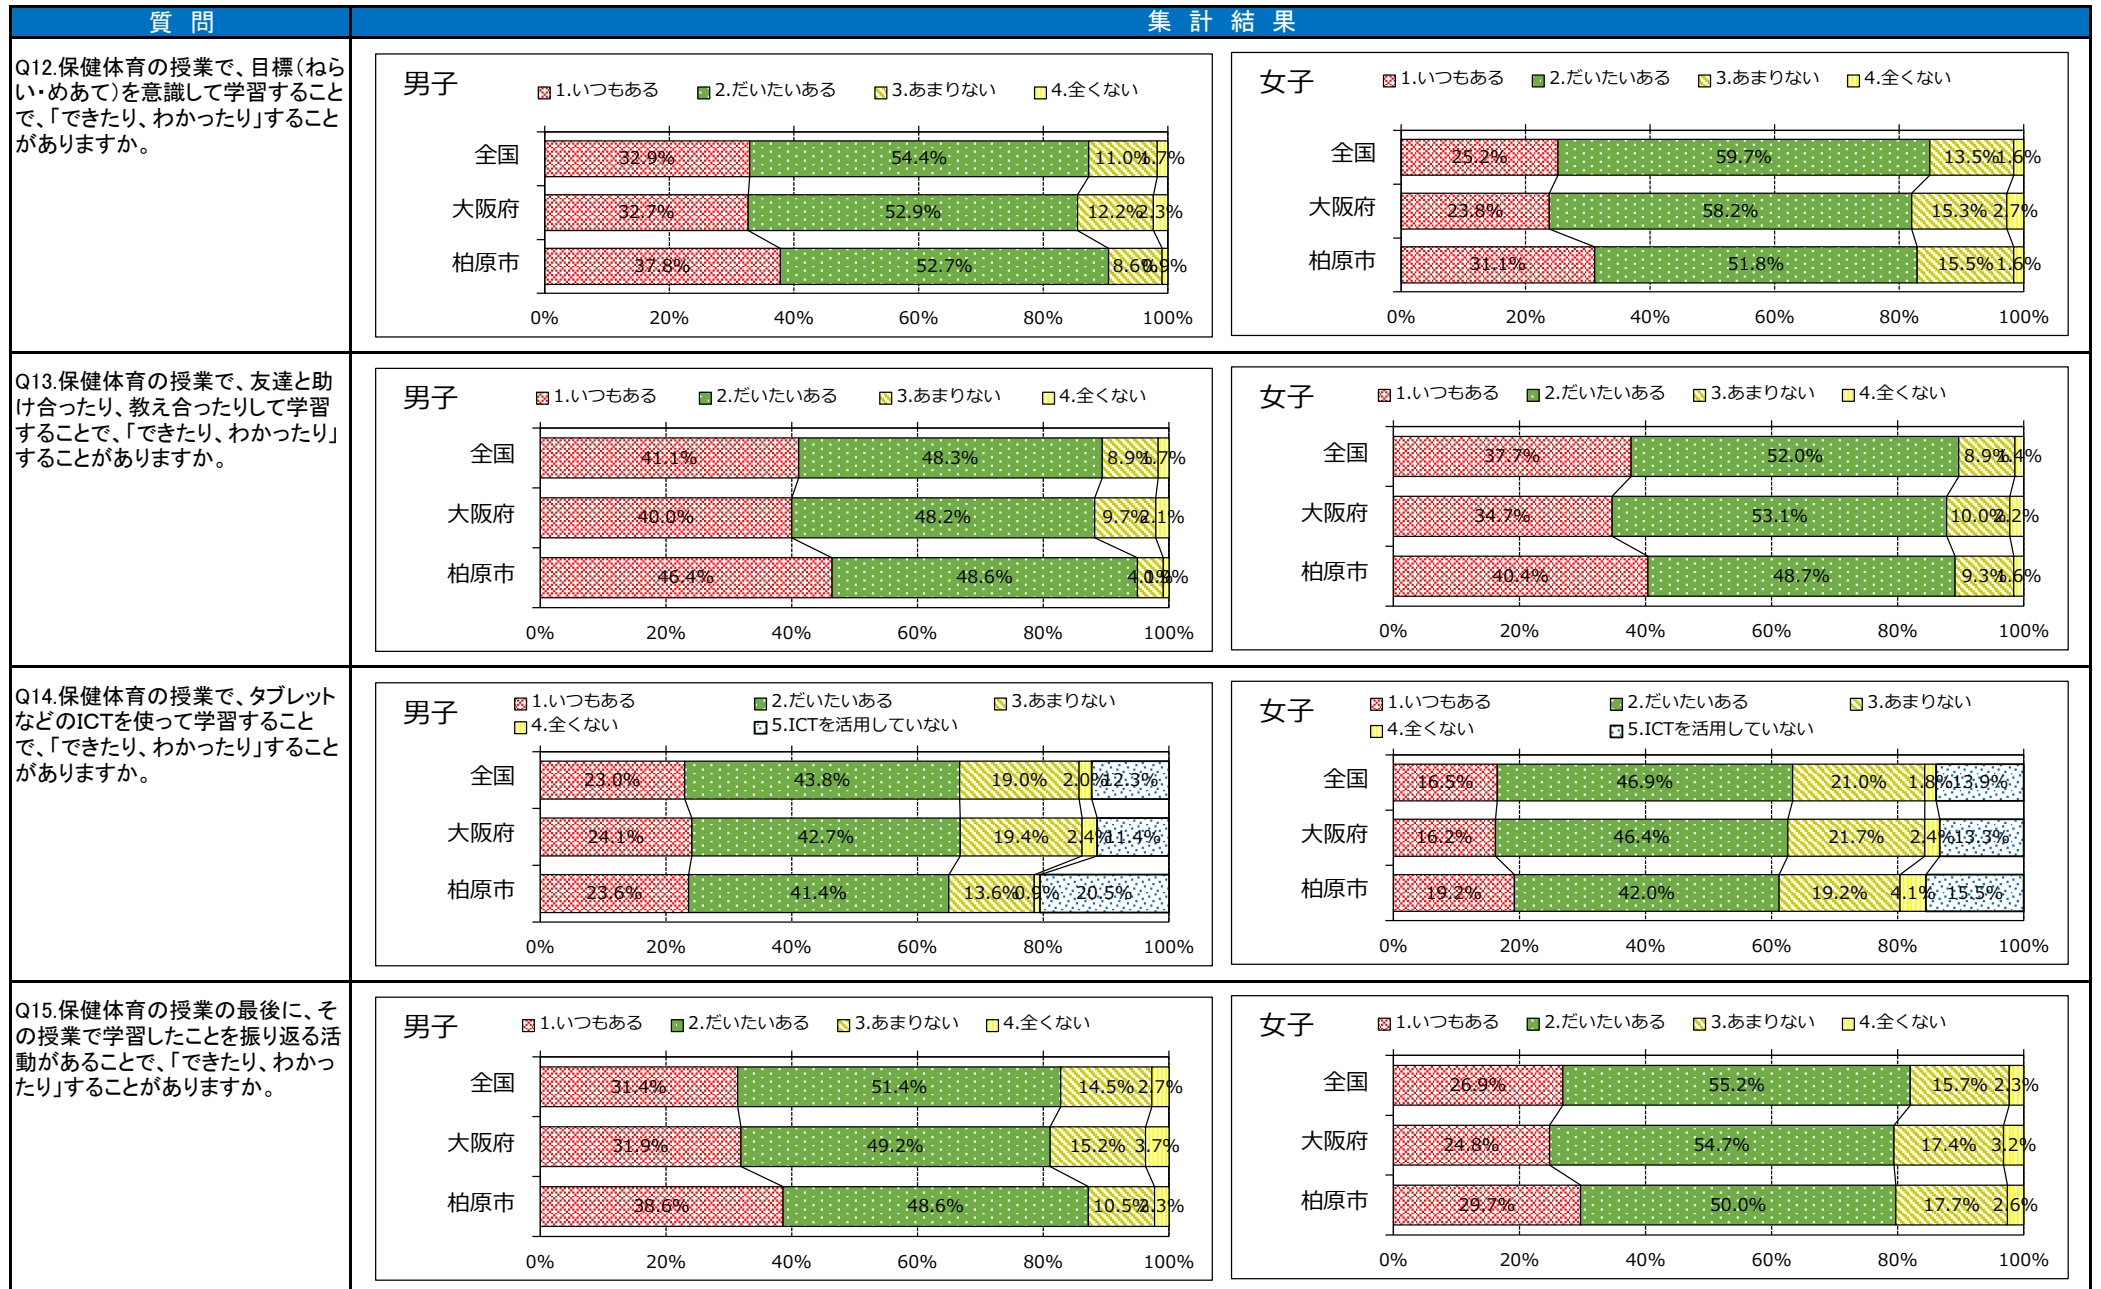 質 問
集 計 結 果
Q12.保健体育の授業で、目標（ねら
い・めあて）を意識して学習すること
で、「できたり、わかったり」すること
がありますか。
男子
1.いつもある 2.だいたいある 3.あまりない 4.全くない
全国 32.9% 54.4% 11.0% 1.7%
大阪府 32.7% 52.9% 12.2% 2.3%
柏原市 37.8% 52.7% 8.6% 0.9%
0% 20% 40% 60% 80% 100%
女子
1.いつもある 2.だいたいある 3.あまりない 4.全くない
全国 25.2% 59.7% 13.5% 1.6%
大阪府 23.8% 58.2% 15.3% 2.7%
柏原市 31.1% 51.8% 15.5% 1.6%
0% 20% 40% 60% 80% 100%
Q13.保健体育の授業で、友達と助
け合ったり、教え合ったりして学習
することで、「できたり、わかったり」
することがありますか。
男子
1.いつもある 2.だいたいある 3.あまりない 4.全くない
全国 41.1% 48.3% 8.9% 1.7%
大阪府 40.0% 48.2% 9.7% 2.1%
柏原市 46.4% 48.6% 4.1%
0% 20% 40% 60% 80% 100%
女子
1.いつもある 2.だいたいある 3.あまりない 4.全くない
全国 37.7% 52.0% 8.9% 1.4%
大阪府 34.7% 53.1% 10.0% 2.2%
柏原市 40.4% 48.7% 9.3% 1.6%
0% 20% 40% 60% 80% 100%
Q14.保健体育の授業で、タブレット
などのICTを使って学習すること
で、「できたり、わかったり」すること
がありますか。
男子
1.いつもある 2.だいたいある 3.あまりない
4.全くない 5.ICTを活用していない
全国 23.0% 43.8% 19.0% 2.0% 12.3%
大阪府 24.1% 42.7% 19.4% 2.4% 11.4%
柏原市 23.6% 41.4% 13.6% 0.9% 20.5%
0% 20% 40% 60% 80% 100%
女子
1.いつもある 2.だいたいある 3.あまりない
4.全くない 5.ICTを活用していない
全国 16.5% 46.9% 21.0% 1.8% 13.9%
大阪府 16.2% 46.4% 21.7% 2.4% 13.3%
柏原市 19.2% 42.0% 19.2% 4.1% 15.5%
0% 20% 40% 60% 80% 100%
Q15.保健体育の授業の最後に、そ
の授業で学習したことを振り返る活
動があることで、「できたり、わかっ
たり」することがありますか。
男子
1.いつもある 2.だいたいある 3.あまりない 4.全くない
全国 31.4% 51.4% 14.5% 2.7%
大阪府 31.9% 49.2% 15.2% 3.7%
柏原市 38.6% 48.6% 10.5% 2.3%
0% 20% 40% 60% 80% 100%
女子
1.いつもある 2.だいたいある 3.あまりない 4.全くない
全国 26.9% 55.2% 15.7% 2.3%
大阪府 24.8% 54.7% 17.4% 3.2%
柏原市 29.7% 50.0% 17.7% 2.6%
0% 20% 40% 60% 80% 100%